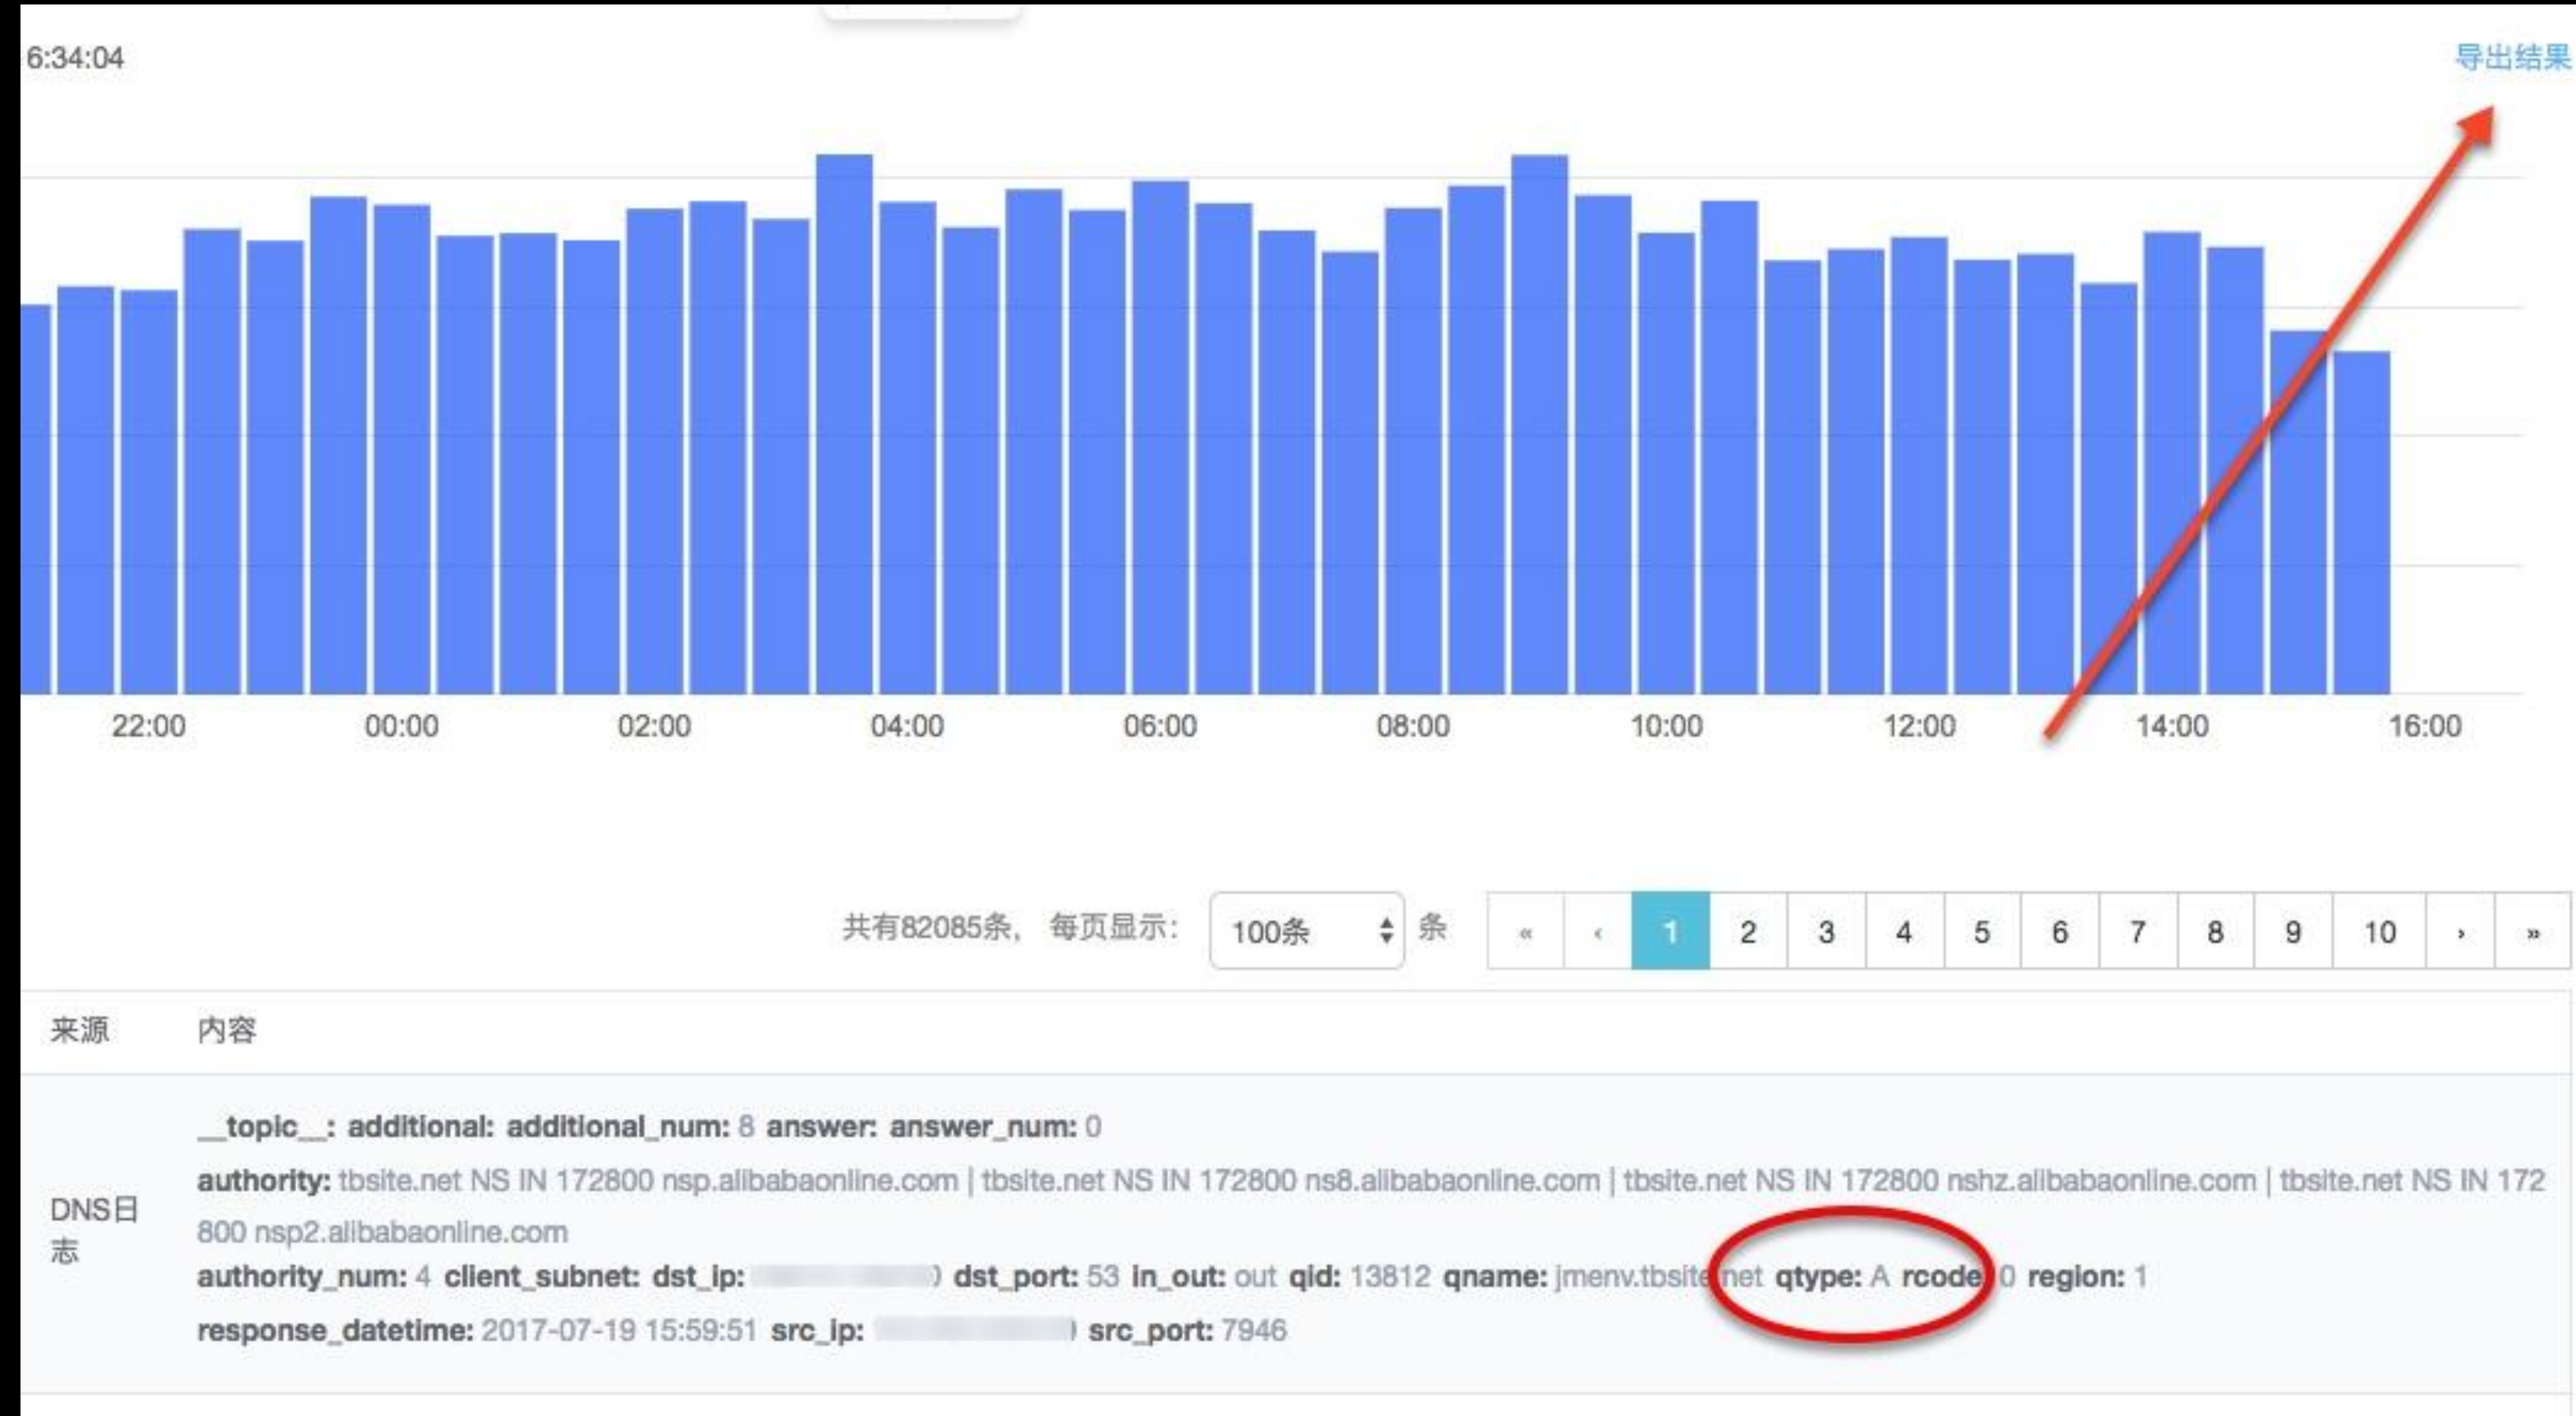 6:34:04
导出结果
22:00 00:00 02:00 04:00 06:00 08:00 10:00 12:00 14:00 16:00
共有82085条, 每页显示: 100条 条 « ‹ 1 2 3 4 5 6 7 8 9 10 › »
来源 内容
DNS日
志
__topic__: additional: additional_num: 8 answer: answer_num: 0
authority: tbsite.net NS IN 172800 nsp.alibabaonline.com | tbsite.net NS IN 172800 ns8.alibabaonline.com | tbsite.net NS IN 172800 nshz.alibabaonline.com | tbsite.net NS IN 172
800 nsp2.alibabaonline.com
authority_num: 4 client_subnet: dst_ip: dst_port: 53 in_out: out qid: 13812 qname: jmenv.tbsite.net qtype: A rcode: 0 region: 1
response_datetime: 2017-07-19 15:59:51 src_ip: src_port: 7946